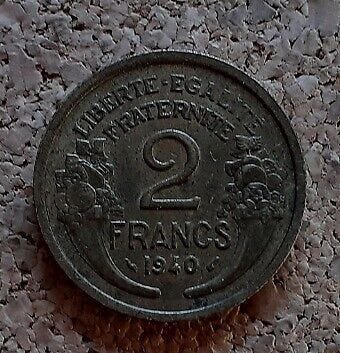 LIBERTE · EGALITE
FRATERNITE
2
FRANCS
1940